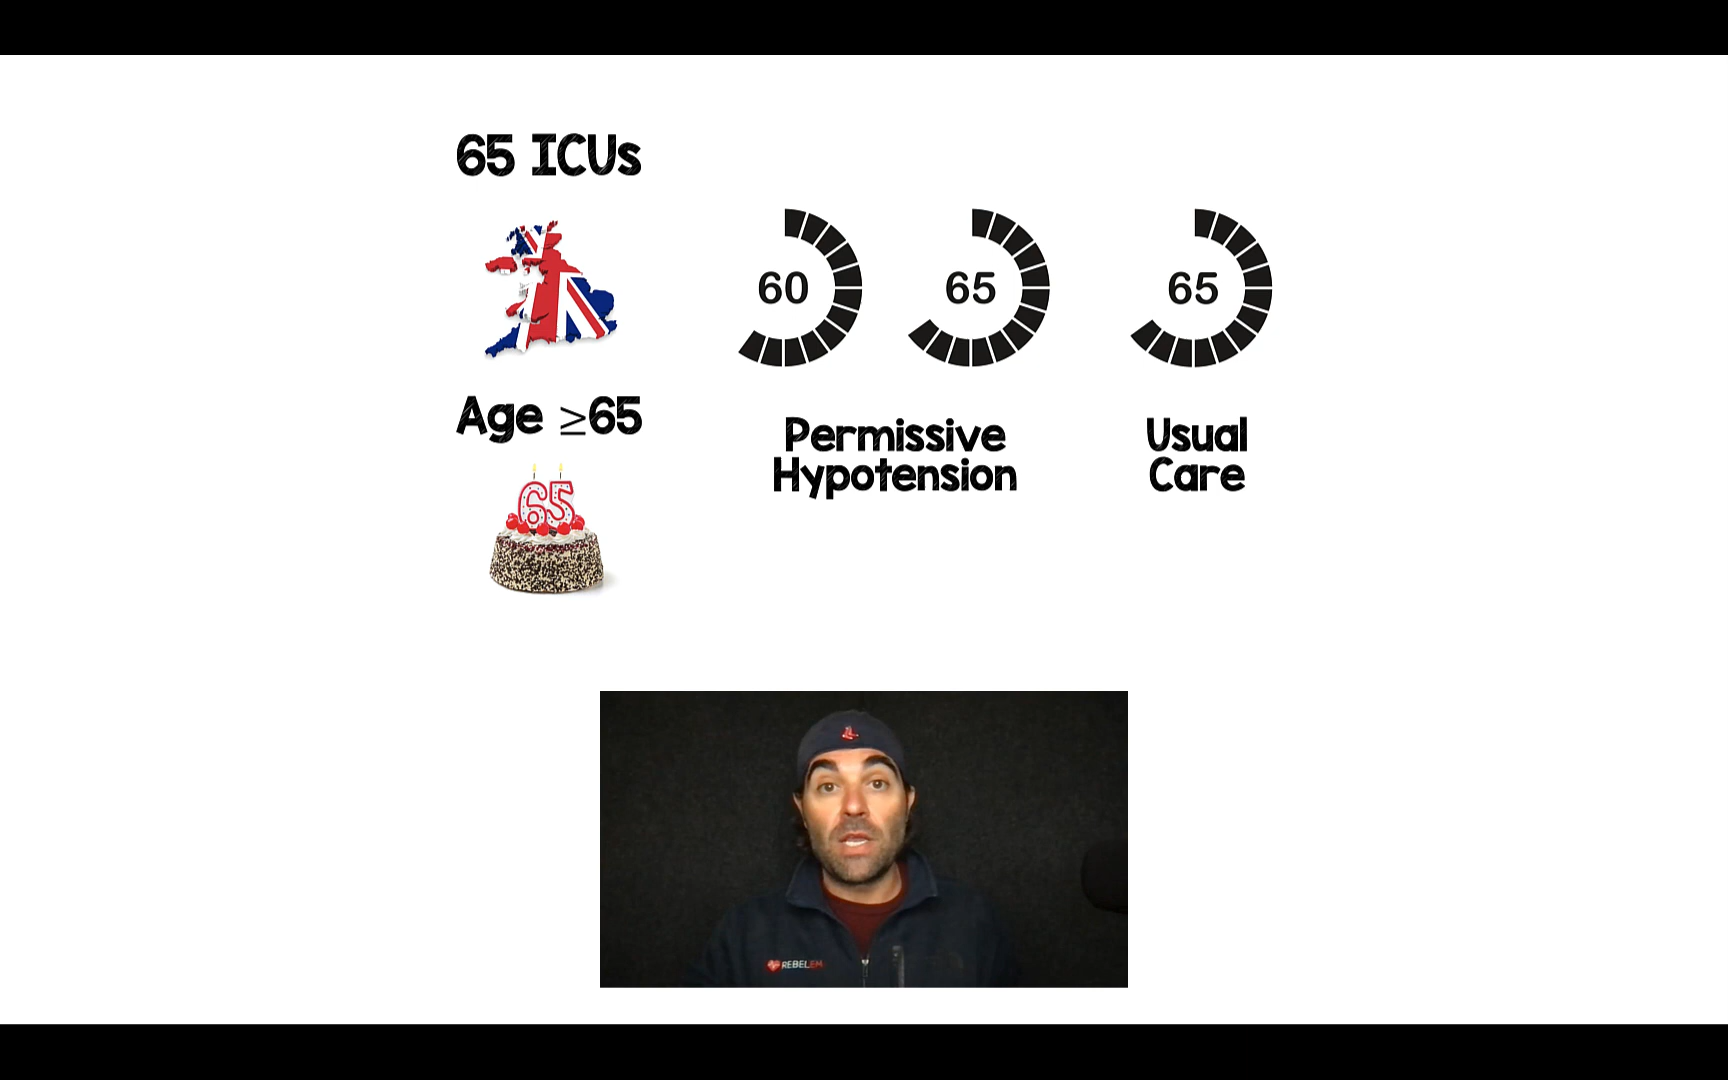 65 ICUs
60
65
65
Age ≥65
Permissive
Hypotension
Usual
Care
65
REBELEM